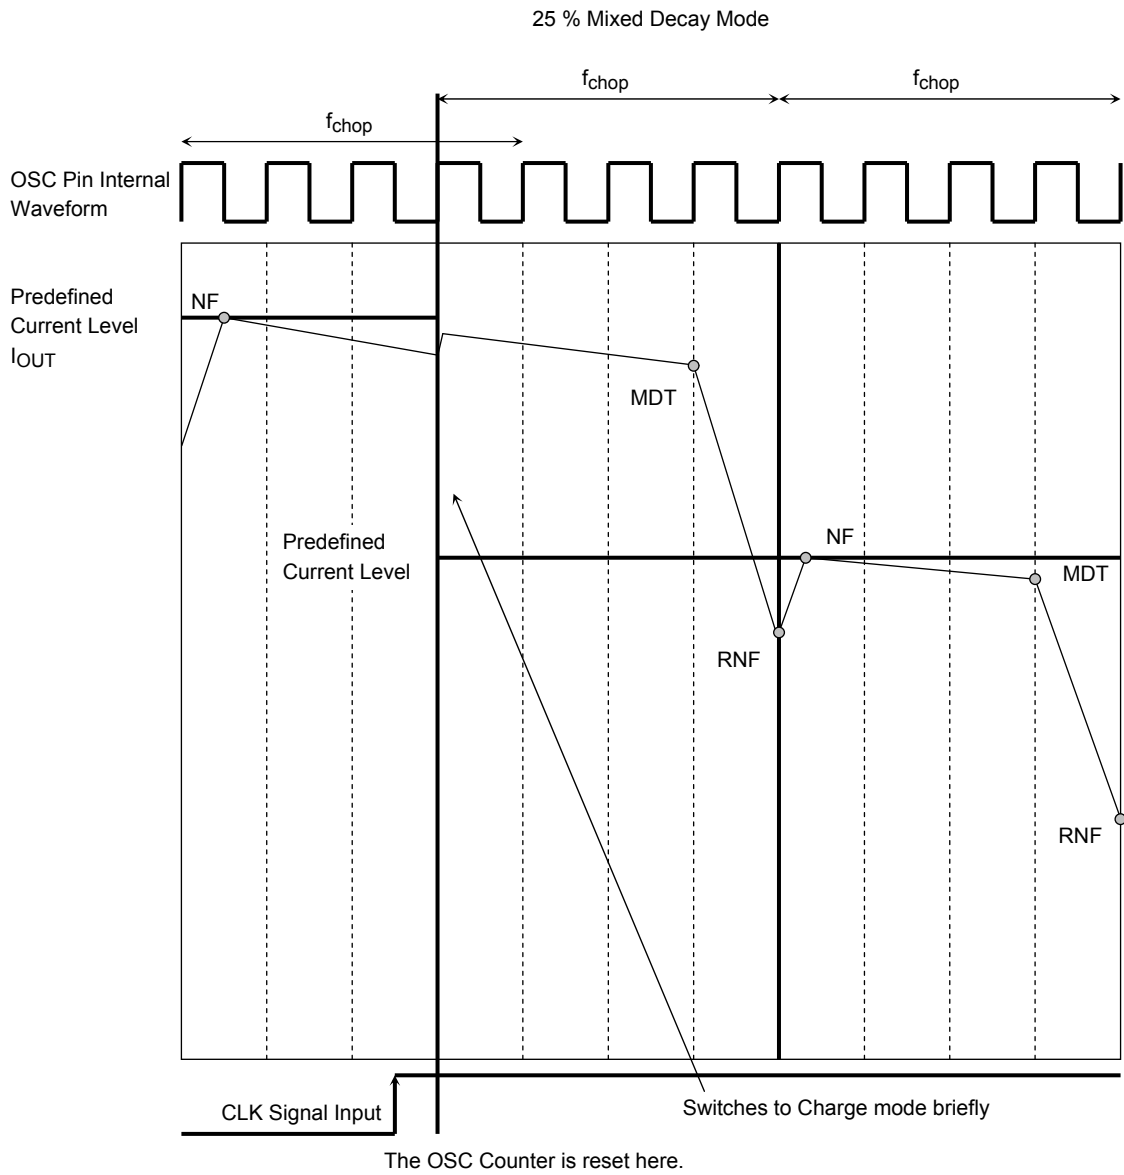 25 % Mixed Decay Mode
fchop
fchop
fchop
OSC Pin Internal
Waveform
Predefined
Current Level
IOUT
NF
MDT
Predefined
Current Level
NF
MDT
RNF
RNF
CLK Signal Input
Switches to Charge mode briefly
The OSC Counter is reset here.